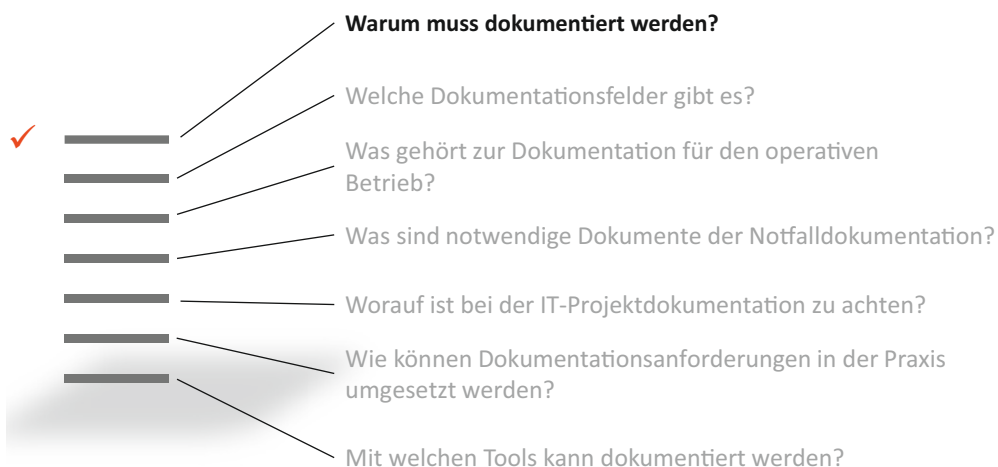 Warum muss dokumentiert werden?
Welche Dokumentationsfelder gibt es?
Was gehört zur Dokumentation für den operativen
Betrieb?
Was sind notwendige Dokumente der Notfalldokumentation?
Worauf ist bei der IT-Projektdokumentation zu achten?
Wie können Dokumentationsanforderungen in der Praxis
umgesetzt werden?
Mit welchen Tools kann dokumentiert werden?